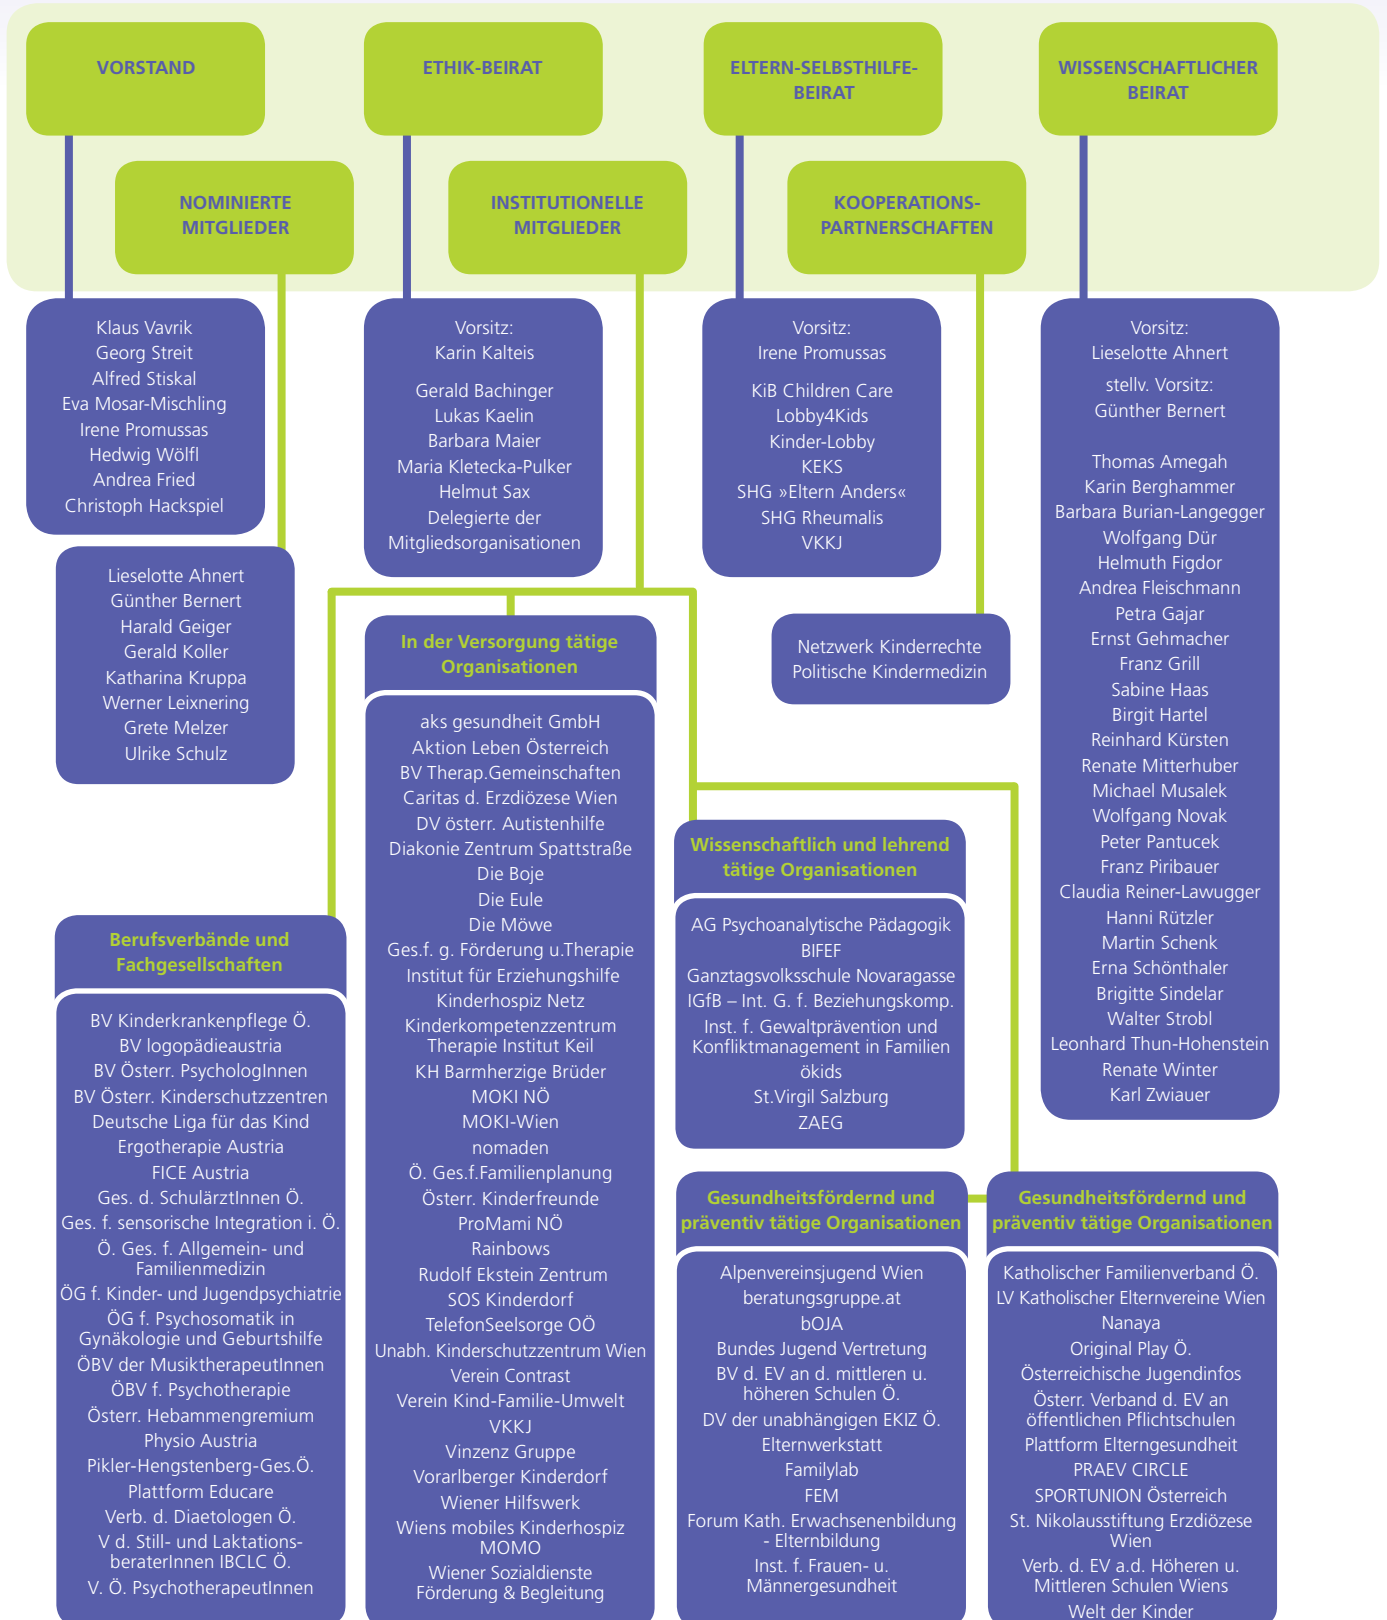 VORSTAND
ETHIK-BEIRAT
ELTERN-SELBSTHILFE-
BEIRAT
WISSENSCHAFTLICHER
BEIRAT
NOMINIERTE
MITGLIEDER
INSTITUTIONELLE
MITGLIEDER
KOOPERATIONS-
PARTNERSCHAFTEN
Klaus Vavrik
Georg Streit
Alfred Stiskal
Eva Mosar-Mischling
Irene Promussas
Hedwig Wölfl
Andrea Fried
Christoph Hackspiel
Lieselotte Ahnert
Günther Bernert
Harald Geiger
Gerald Koller
Katharina Kruppa
Werner Leixnering
Grete Melzer
Ulrike Schulz
Vorsitz:
Karin Kalteis
Gerald Bachinger
Lukas Kaelin
Barbara Maier
Maria Kletecka-Pulker
Helmut Sax
Delegierte der
Mitgliedsorganisationen
Vorsitz:
Irene Promussas
KiB Children Care
Lobby4Kids
Kinder-Lobby
KEKS
SHG »Eltern Anders«
SHG Rheumalis
VKKJ
Netzwerk Kinderrechte
Politische Kindermedizin
Vorsitz:
Lieselotte Ahnert
stellv. Vorsitz:
Günther Bernert
Thomas Amegah
Karin Berghammer
Barbara Burian-Langegger
Wolfgang Dür
Helmuth Figdor
Andrea Fleischmann
Petra Gajar
Ernst Gehmacher
Franz Grill
Sabine Haas
Birgit Hartel
Reinhard Kürsten
Renate Mitterhuber
Michael Musalek
Wolfgang Novak
Peter Pantucek
Franz Piribauer
Claudia Reiner-Lawugger
Hanni Rützler
Martin Schenk
Erna Schönthaler
Brigitte Sindelar
Walter Strobl
Leonhard Thun-Hohenstein
Renate Winter
Karl Zwiauer
Berufsverbände und
Fachgesellschaften
BV Kinderkrankenpflege Ö.
BV logopädieaustria
BV Österr. PsychologInnen
BV Österr. Kinderschutzzentren
Deutsche Liga für das Kind
Ergotherapie Austria
FICE Austria
Ges. d. SchulärztInnen Ö.
Ges. f. sensorische Integration i. Ö.
Ö. Ges. f. Allgemein- und
Familienmedizin
ÖG f. Kinder- und Jugendpsychiatrie
ÖG f. Psychosomatik in
Gynäkologie und Geburtshilfe
ÖBV der MusiktherapeutInnen
ÖBV f. Psychotherapie
Österr. Hebammengremium
Physio Austria
Pikler-Hengstenberg-Ges.Ö.
Plattform Educare
Verb. d. Diaetologen Ö.
V d. Still- und Laktations-
beraterInnen IBCLC Ö.
V. Ö. PsychotherapeutInnen
In der Versorgung tätige
Organisationen
aks gesundheit GmbH
Aktion Leben Österreich
BV Therap.Gemeinschaften
Caritas d. Erzdiözese Wien
DV österr. Autistenhilfe
Diakonie Zentrum Spattstraße
Die Boje
Die Eule
Die Möwe
Ges.f. g. Förderung u.Therapie
Institut für Erziehungshilfe
Kinderhospiz Netz
Kinderkompetenzzentrum
Therapie Institut Keil
KH Barmherzige Brüder
MOKI NÖ
MOKI-Wien
nomaden
Ö. Ges.f.Familienplanung
Österr. Kinderfreunde
ProMami NÖ
Rainbows
Rudolf Ekstein Zentrum
SOS Kinderdorf
TelefonSeelsorge OÖ
Unabh. Kinderschutzzentrum Wien
Verein Contrast
Verein Kind-Familie-Umwelt
VKKJ
Vinzenz Gruppe
Vorarlberger Kinderdorf
Wiener Hilfswerk
Wiens mobiles Kinderhospiz
MOMO
Wiener Sozialdienste
Förderung & Begleitung
Wissenschaftlich und lehrend
tätige Organisationen
AG Psychoanalytische Pädagogik
BIFEF
Ganztagsvolksschule Novaragasse
IGfB – Int. G. f. Beziehungskomp.
Inst. f. Gewaltprävention und
Konfliktmanagement in Familien
ökids
St.Virgil Salzburg
ZAEG
Gesundheitsfördernd und
präventiv tätige Organisationen
Alpenvereinsjugend Wien
beratungsgruppe.at
bOJA
Bundes Jugend Vertretung
BV d. EV an d. mittleren u.
höheren Schulen Ö.
DV der unabhängigen EKIZ Ö.
Elternwerkstatt
Familylab
FEM
Forum Kath. Erwachsenenbildung
- Elternbildung
Inst. f. Frauen- u.
Männergesundheit
Gesundheitsfördernd und
präventiv tätige Organisationen
Katholischer Familienverband Ö.
LV Katholischer Elternvereine Wien
Nanaya
Original Play Ö.
Österreichische Jugendinfos
Österr. Verband d. EV an
öffentlichen Pflichtschulen
Plattform Elterngesundheit
PRAEV CIRCLE
SPORTUNION Österreich
St. Nikolausstiftung Erzdiözese
Wien
Verb. d. EV a.d. Höheren u.
Mittleren Schulen Wiens
Welt der Kinder